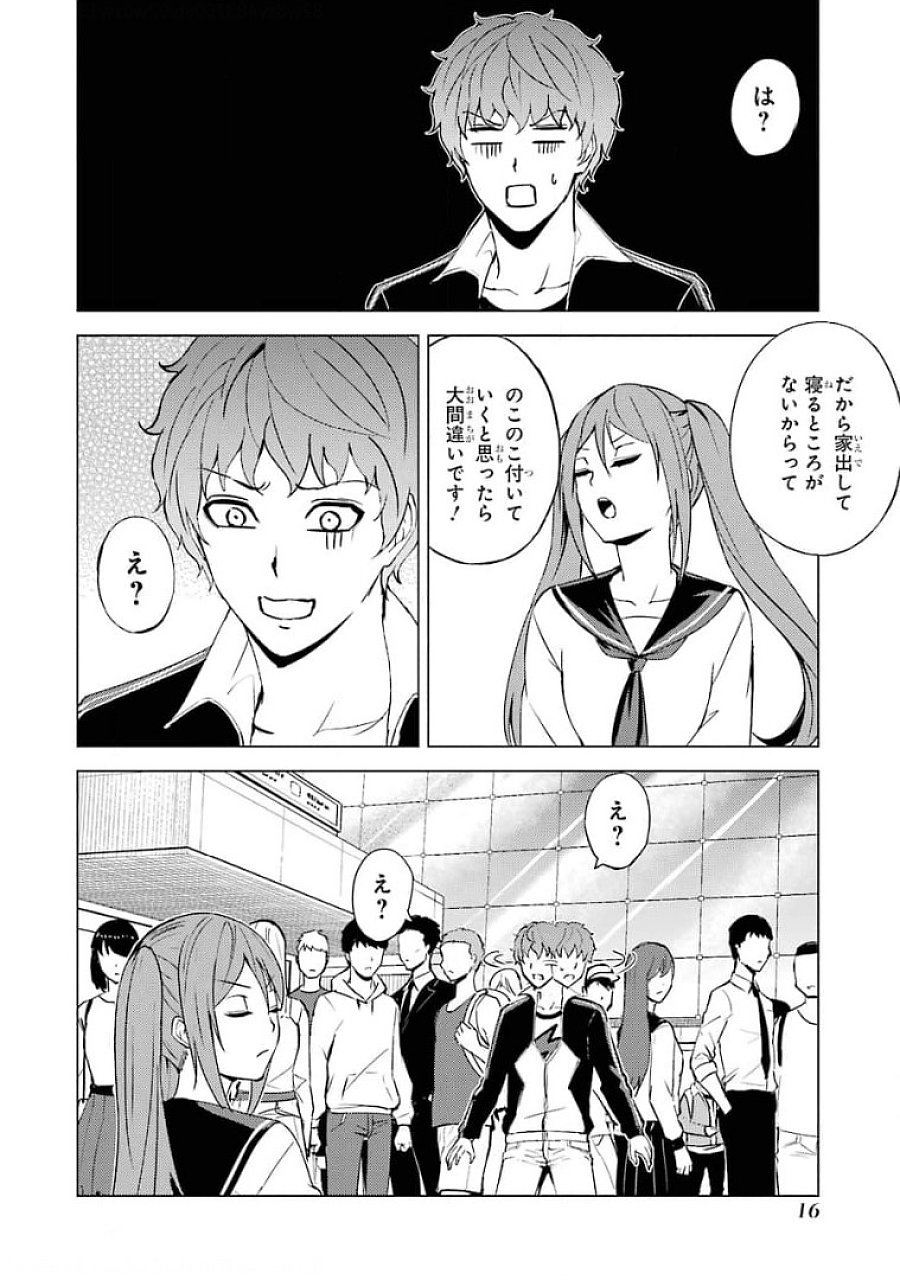 は?
だから家出して
寝るところが
ないからって
のこのこ付いて
いくと思ったら
大間違いです!
え?
え?
え?
16